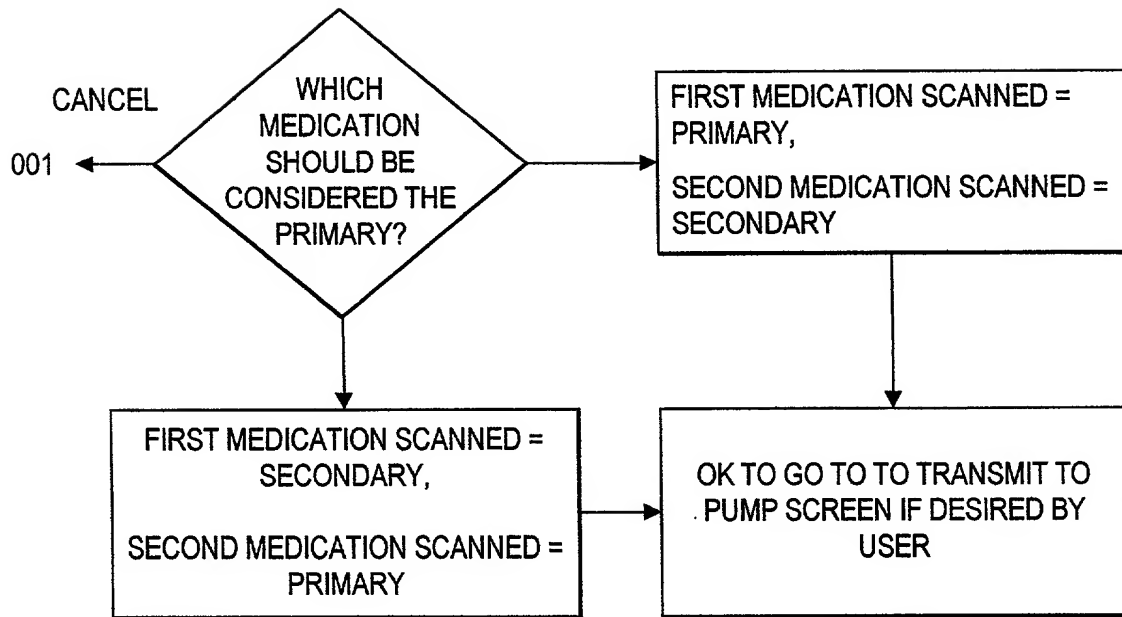 CANCEL
001
WHICH
MEDICATION
SHOULD BE
CONSIDERED THE
PRIMARY?
FIRST MEDICATION SCANNED =
PRIMARY,
SECOND MEDICATION SCANNED =
SECONDARY
FIRST MEDICATION SCANNED =
SECONDARY,
SECOND MEDICATION SCANNED =
PRIMARY
OK TO GO TO TO TRANSMIT TO
PUMP SCREEN IF DESIRED BY
USER